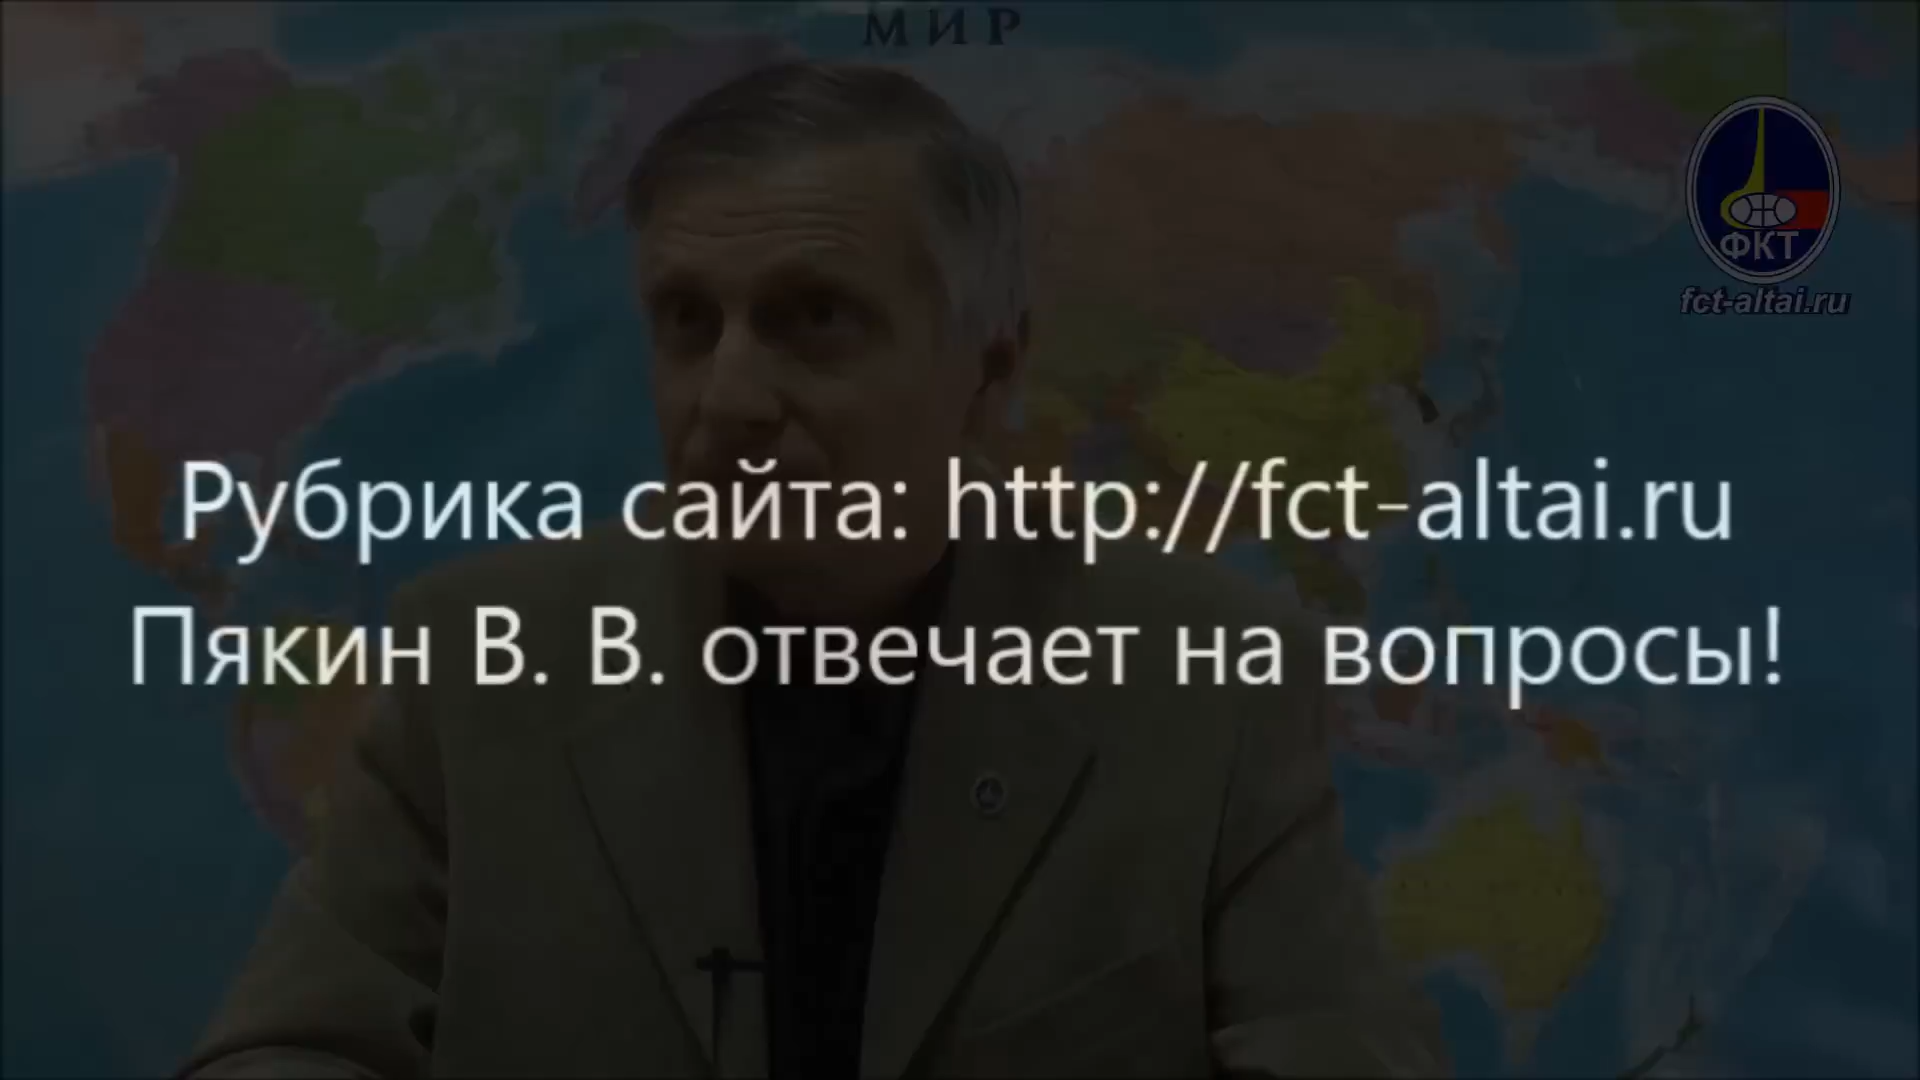 МИР
ФКТ
fct-altai.ru
Рубрика сайта: http://fct-altai.ru
Пякин В. В. отвечает на вопросы!